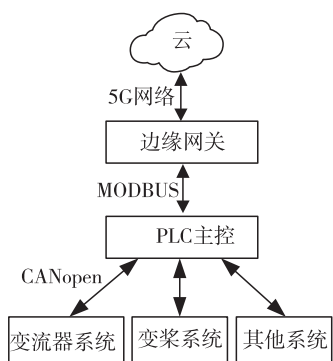 云
5G网络
边缘网关
MODBUS
PLC主控
CANopen
变流器系统
变桨系统
其他系统